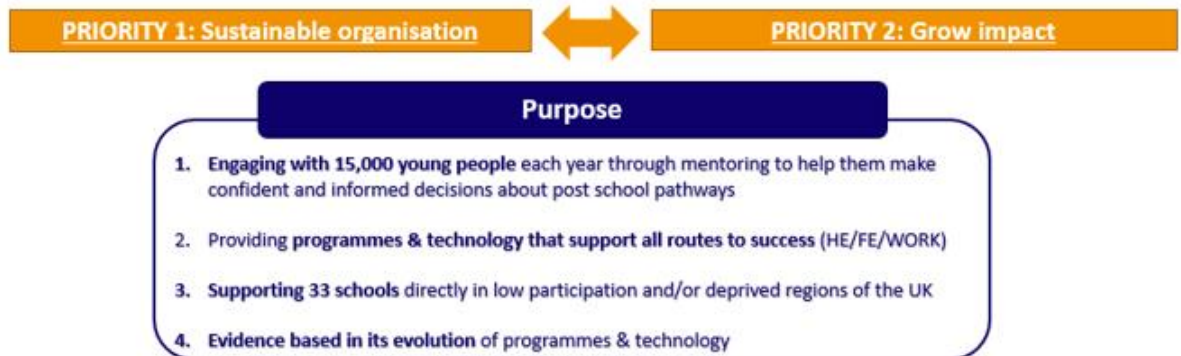 PRIORITY 1: Sustainable organisation
PRIORITY 2: Grow impact
Purpose
1. Engaging with 15,000 young people each year through mentoring to help them make
confident and informed decisions about post school pathways
2. Providing programmes & technology that support all routes to success (HE/FE/WORK)
3. Supporting 33 schools directly in low participation and/or deprived regions of the UK
4. Evidence based in its evolution of programmes & technology